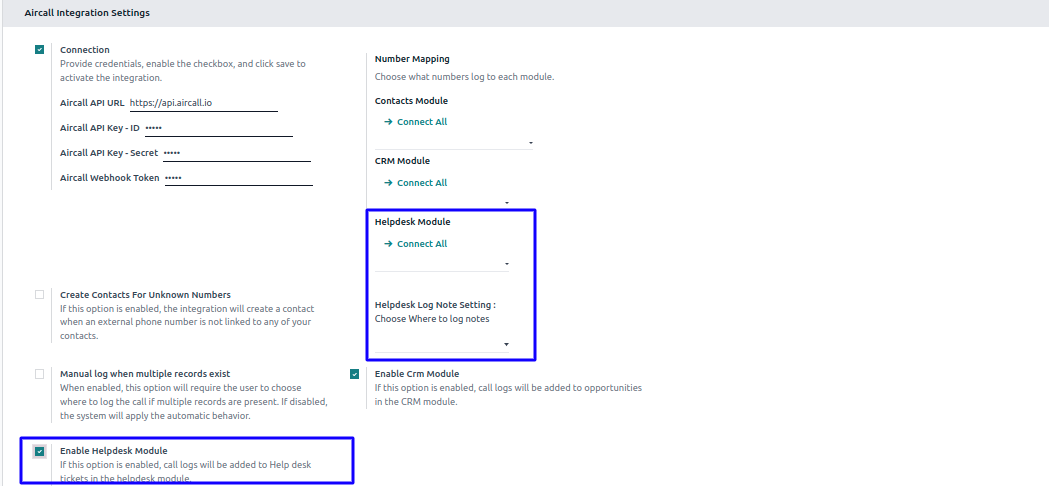 Aircall Integration Settings
Connection
Provide credentials, enable the checkbox, and click save to
activate the integration.
Aircall API URL https://api.aircall.io
Aircall API Key - ID •••••
Aircall API Key - Secret •••••
Aircall Webhook Token •••••
Number Mapping
Choose what numbers log to each module.
Contacts Module
→ Connect All
CRM Module
→ Connect All
Helpdesk Module
→ Connect All
Helpdesk Log Note Setting :
Choose Where to log notes
Create Contacts For Unknown Numbers
If this option is enabled, the integration will create a contact
when an external phone number is not linked to any of your
contacts.
Manual log when multiple records exist
When enabled, this option will require the user to choose
where to log the call if multiple records are present. If disabled,
the system will apply the automatic behavior.
Enable Crm Module
If this option is enabled, call logs will be added to opportunities
in the CRM module.
Enable Helpdesk Module
If this option is enabled, call logs will be added to Help desk
tickets in the helpdesk module.